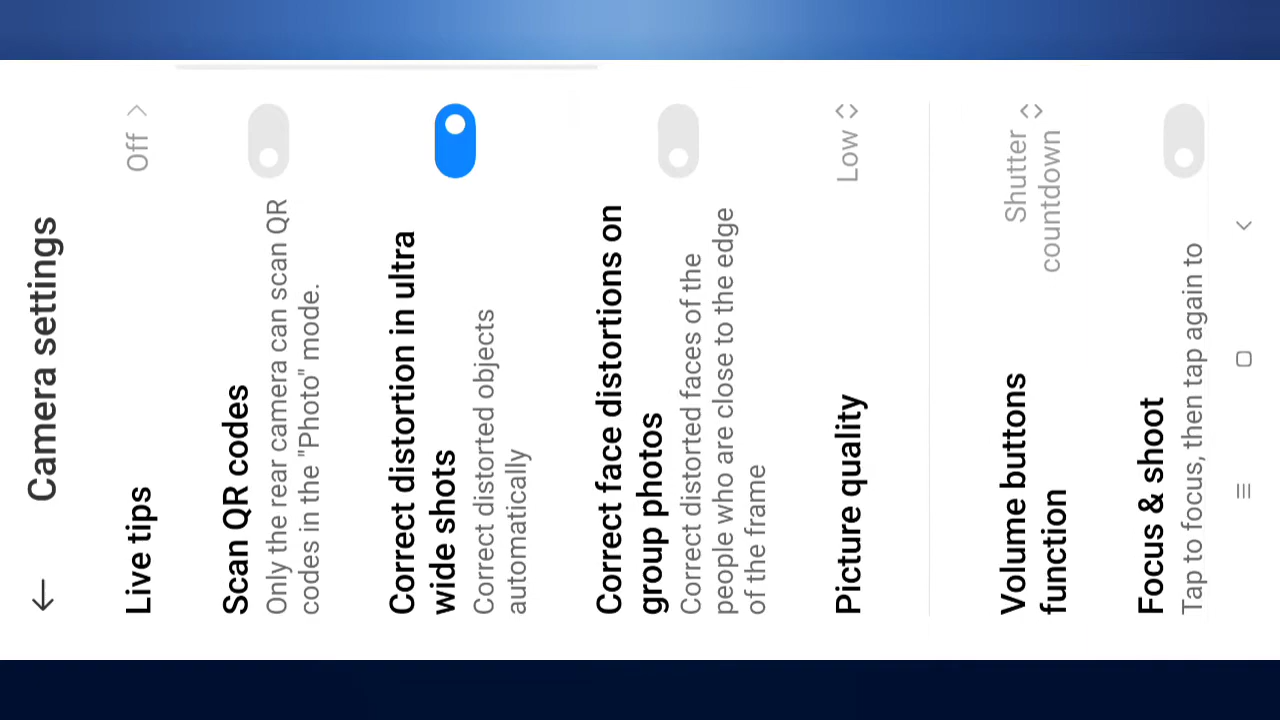 Camera settings
Live tips
Off
Scan QR codes
Only the rear camera can scan QR
codes in the "Photo" mode.
Correct distortion in ultra
wide shots
Correct distorted objects
automatically
Correct face distortions on
group photos
Correct distorted faces of the
people who are close to the edge
of the frame
Picture quality
Low
Volume buttons
function
Shutter
countdown
Focus & shoot
Tap to focus, then tap again to